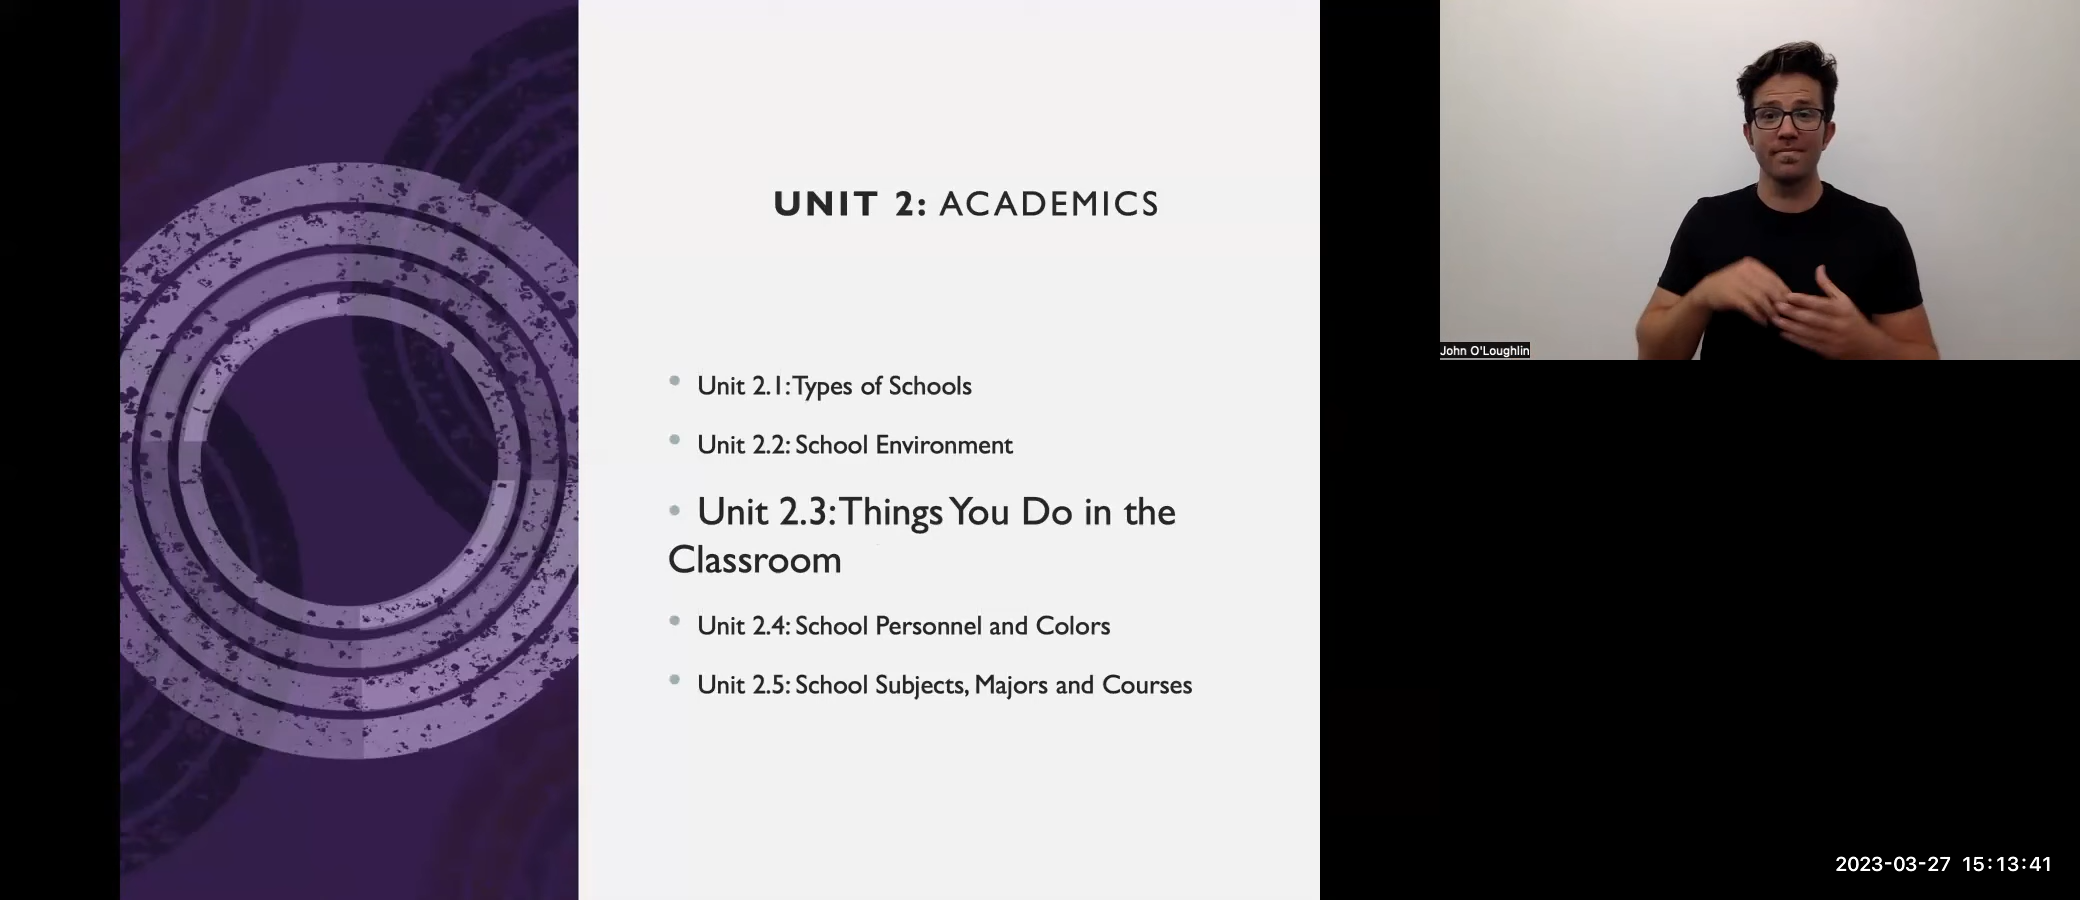 UNIT 2: ACADEMICS
John O'Loughlin
• Unit 2.1: Types of Schools
• Unit 2.2: School Environment
• Unit 2.3: Things You Do in the
Classroom
• Unit 2.4: School Personnel and Colors
• Unit 2.5: School Subjects, Majors and Courses
2023-03-27 15:13:41